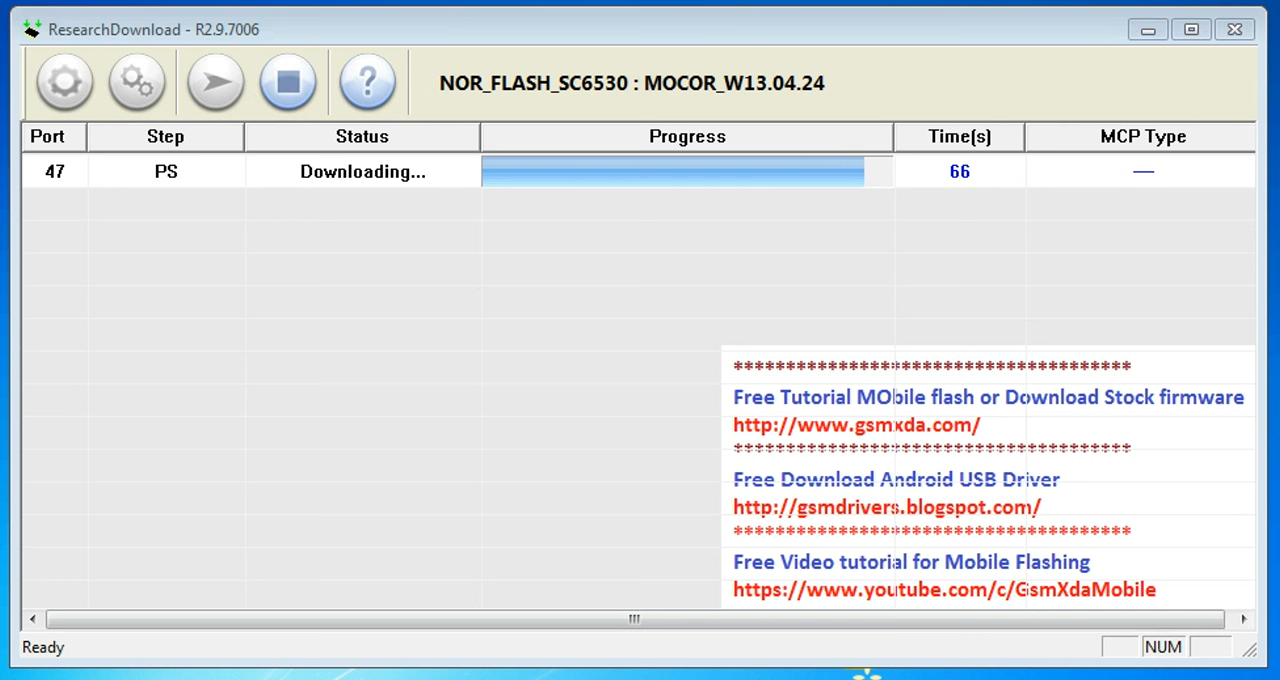 ResearchDownload - R2.9.7006
NOR_FLASH_SC6530 : MOCOR_W13.04.24
Port Step Status Progress Time(s) MCP Type
47 PS Downloading... 66 —
*************************************
Free Tutorial MObile flash or Download Stock firmware
http://www.gsmxda.com/
*************************************
Free Download Android USB Driver
http://gsmdrivers.blogspot.com/
*************************************
Free Video tutorial for Mobile Flashing
https://www.youtube.com/c/GsmXdaMobile
Ready NUM